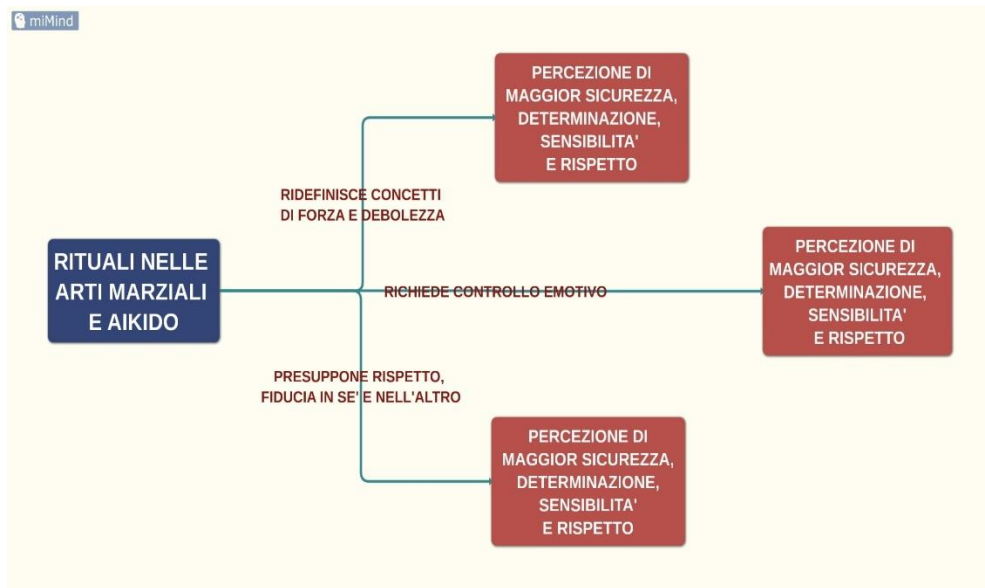 miMind
PERCEZIONE DI
MAGGIOR SICUREZZA,
DETERMINAZIONE,
SENSIBILITA'
E RISPETTO
RIDEFINISCE CONCETTI
DI FORZA E DEBOLEZZA
RITUALI NELLE
ARTI MARZIALI
E AIKIDO
RICHIEDE CONTROLLO EMOTIVO
PERCEZIONE DI
MAGGIOR SICUREZZA,
DETERMINAZIONE,
SENSIBILITA'
E RISPETTO
PRESUPPONE RISPETTO,
FIDUCIA IN SE' E NELL'ALTRO
PERCEZIONE DI
MAGGIOR SICUREZZA,
DETERMINAZIONE,
SENSIBILITA'
E RISPETTO